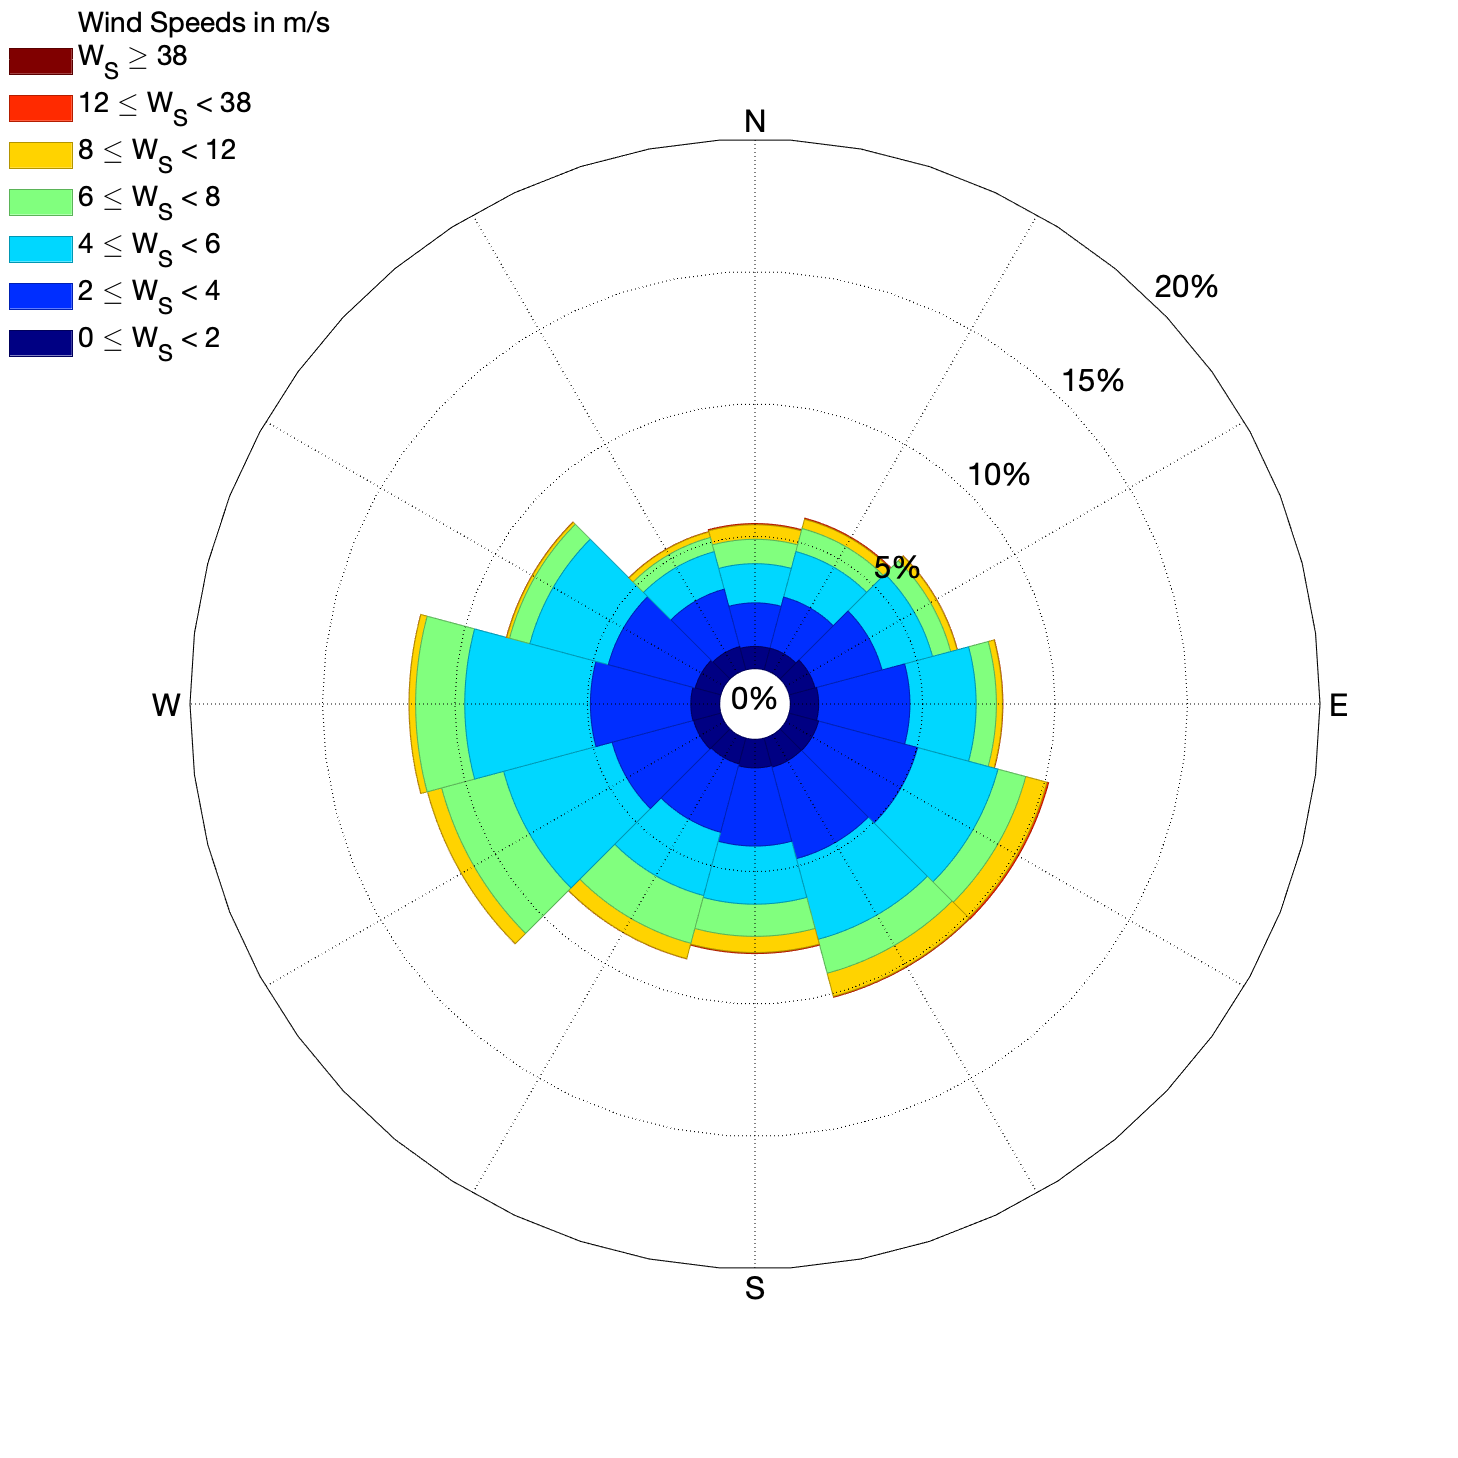 Wind Speeds in m/s
W_S ≥ 38
12 ≤ W_S < 38
8 ≤ W_S < 12
6 ≤ W_S < 8
4 ≤ W_S < 6
2 ≤ W_S < 4
0 ≤ W_S < 2
N
20%
15%
10%
5%
0%
W
E
S